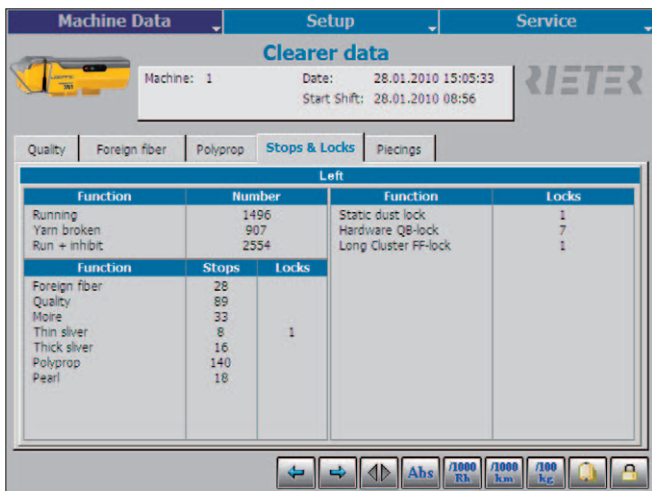 Machine Data Setup Service
Clearer data
RIETER
Machine: 1 Date: 28.01.2010 15:05:33
Start Shift: 28.01.2010 08:56
Quality Foreign fiber Polyprop Stops & Locks Piecings
Left
Function Number Function Locks
Running 1496 Static dust lock 1
Yarn broken 907 Hardware QB-lock 7
Run + inhibit 2554 Long Cluster FF-lock 1
Function Stops Locks
Foreign fiber 28
Quality 89
Moire 33
Thin sliver 8 1
Thick sliver 16
Polyprop 140
Pearl 18
Abs /1000 Rh /1000 km /100 kg